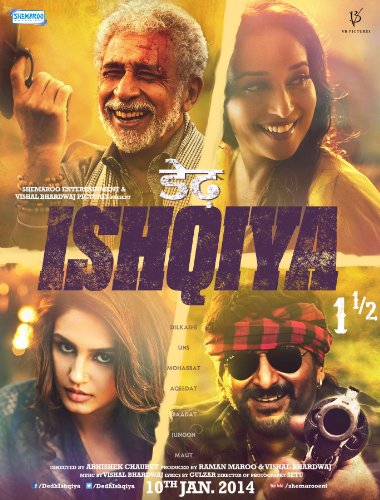 SHEMAROO
VB PICTURES
SHEMAROO ENTERTAINMENT &
VISHAL BHARDWAJ PICTURES PRESENT
डेढ़
ISHQIYA
1 1/2
DILKASHI
UNS
MOHABBAT
AQEEDAT
IBAADAT
JUNOON
MAUT
DIRECTED BY ABHISHEK CHAUBEY PRODUCED BY RAMAN MAROO & VISHAL BHARDWAJ
MUSIC BY VISHAL BHARDWAJ LYRICS BY GULZAR DIRECTOR OF PHOTOGRAPHY SETU
/DedhIshqiya /DedhIshqiya 10TH JAN. 2014 /shemarooent